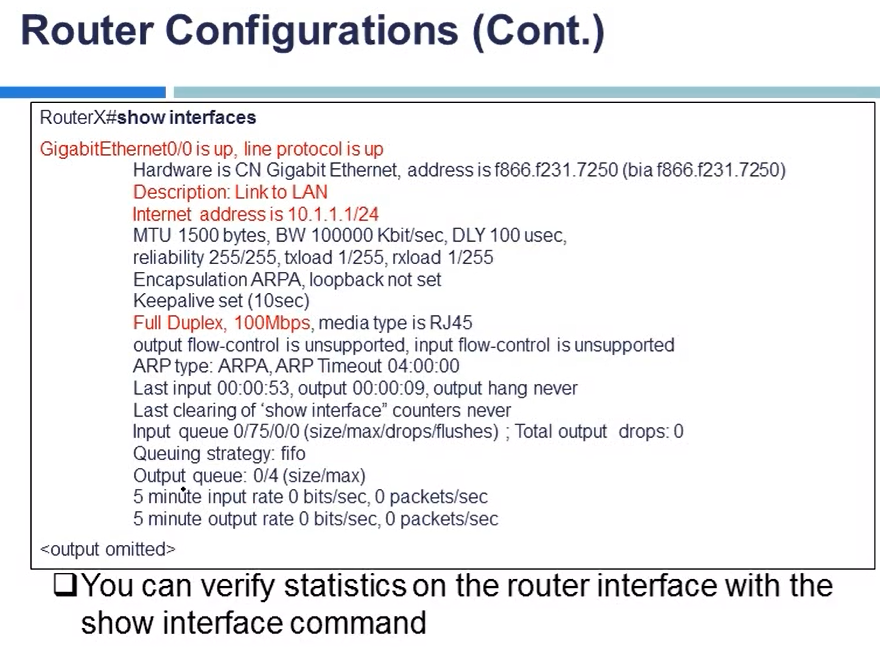 Router Configurations (Cont.)
RouterX#show interfaces
GigabitEthernet0/0 is up, line protocol is up
Hardware is CN Gigabit Ethernet, address is f866.f231.7250 (bia f866.f231.7250)
Description: Link to LAN
Internet address is 10.1.1.1/24
MTU 1500 bytes, BW 100000 Kbit/sec, DLY 100 usec,
reliability 255/255, txload 1/255, rxload 1/255
Encapsulation ARPA, loopback not set
Keepalive set (10sec)
Full Duplex, 100Mbps, media type is RJ45
output flow-control is unsupported, input flow-control is unsupported
ARP type: ARPA, ARP Timeout 04:00:00
Last input 00:00:53, output 00:00:09, output hang never
Last clearing of ‘show interface” counters never
Input queue 0/75/0/0 (size/max/drops/flushes) ; Total output drops: 0
Queuing strategy: fifo
Output queue: 0/4 (size/max)
5 minute input rate 0 bits/sec, 0 packets/sec
5 minute output rate 0 bits/sec, 0 packets/sec
<output omitted>
❑You can verify statistics on the router interface with the
show interface command